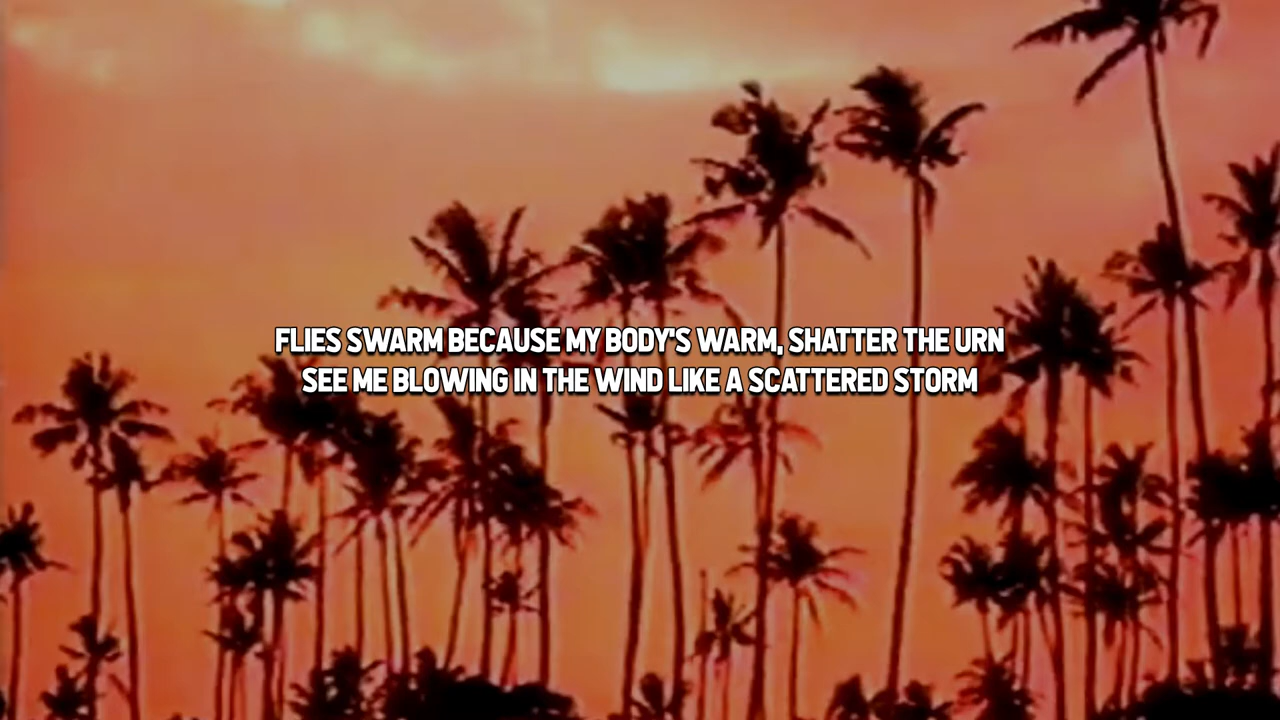 FLIES SWARM BECAUSE MY BODY'S WARM, SHATTER THE URN
SEE ME BLOWING IN THE WIND LIKE A SCATTERED STORM